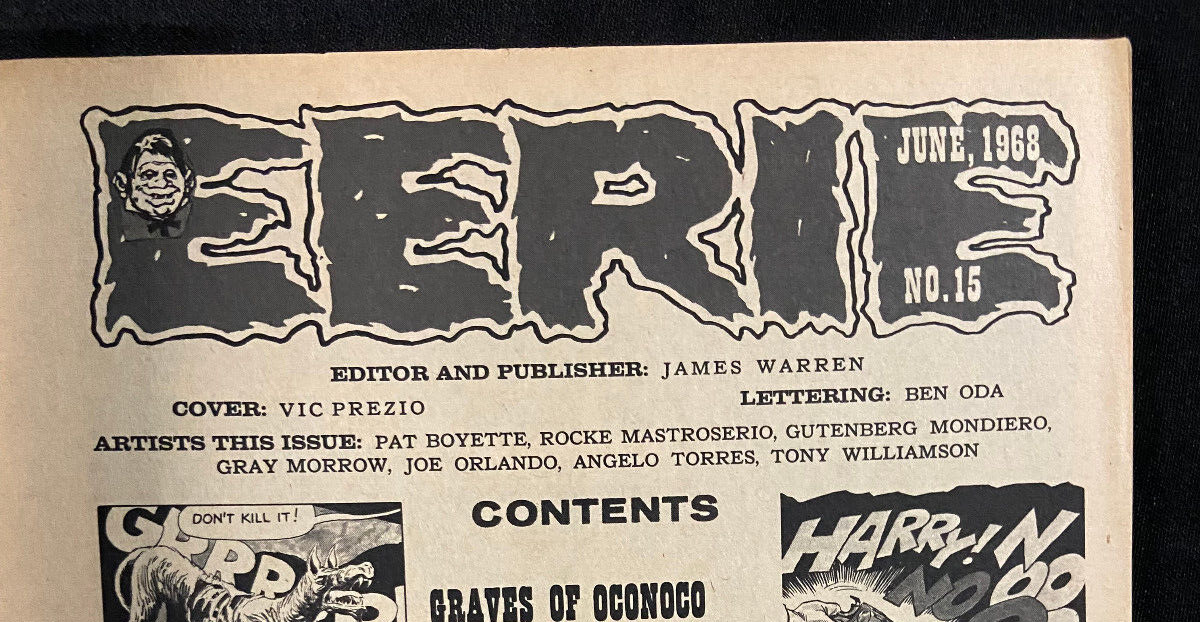 EERIE
JUNE, 1968
NO. 15
EDITOR AND PUBLISHER: JAMES WARREN
COVER: VIC PREZIO
LETTERING: BEN ODA
ARTISTS THIS ISSUE: PAT BOYETTE, ROCKE MASTROSERIO, GUTENBERG MONDIERO,
GRAY MORROW, JOE ORLANDO, ANGELO TORRES, TONY WILLIAMSON
CONTENTS
DON'T KILL IT!
GRAVES OF OCONOCO
HARRY! N
NO